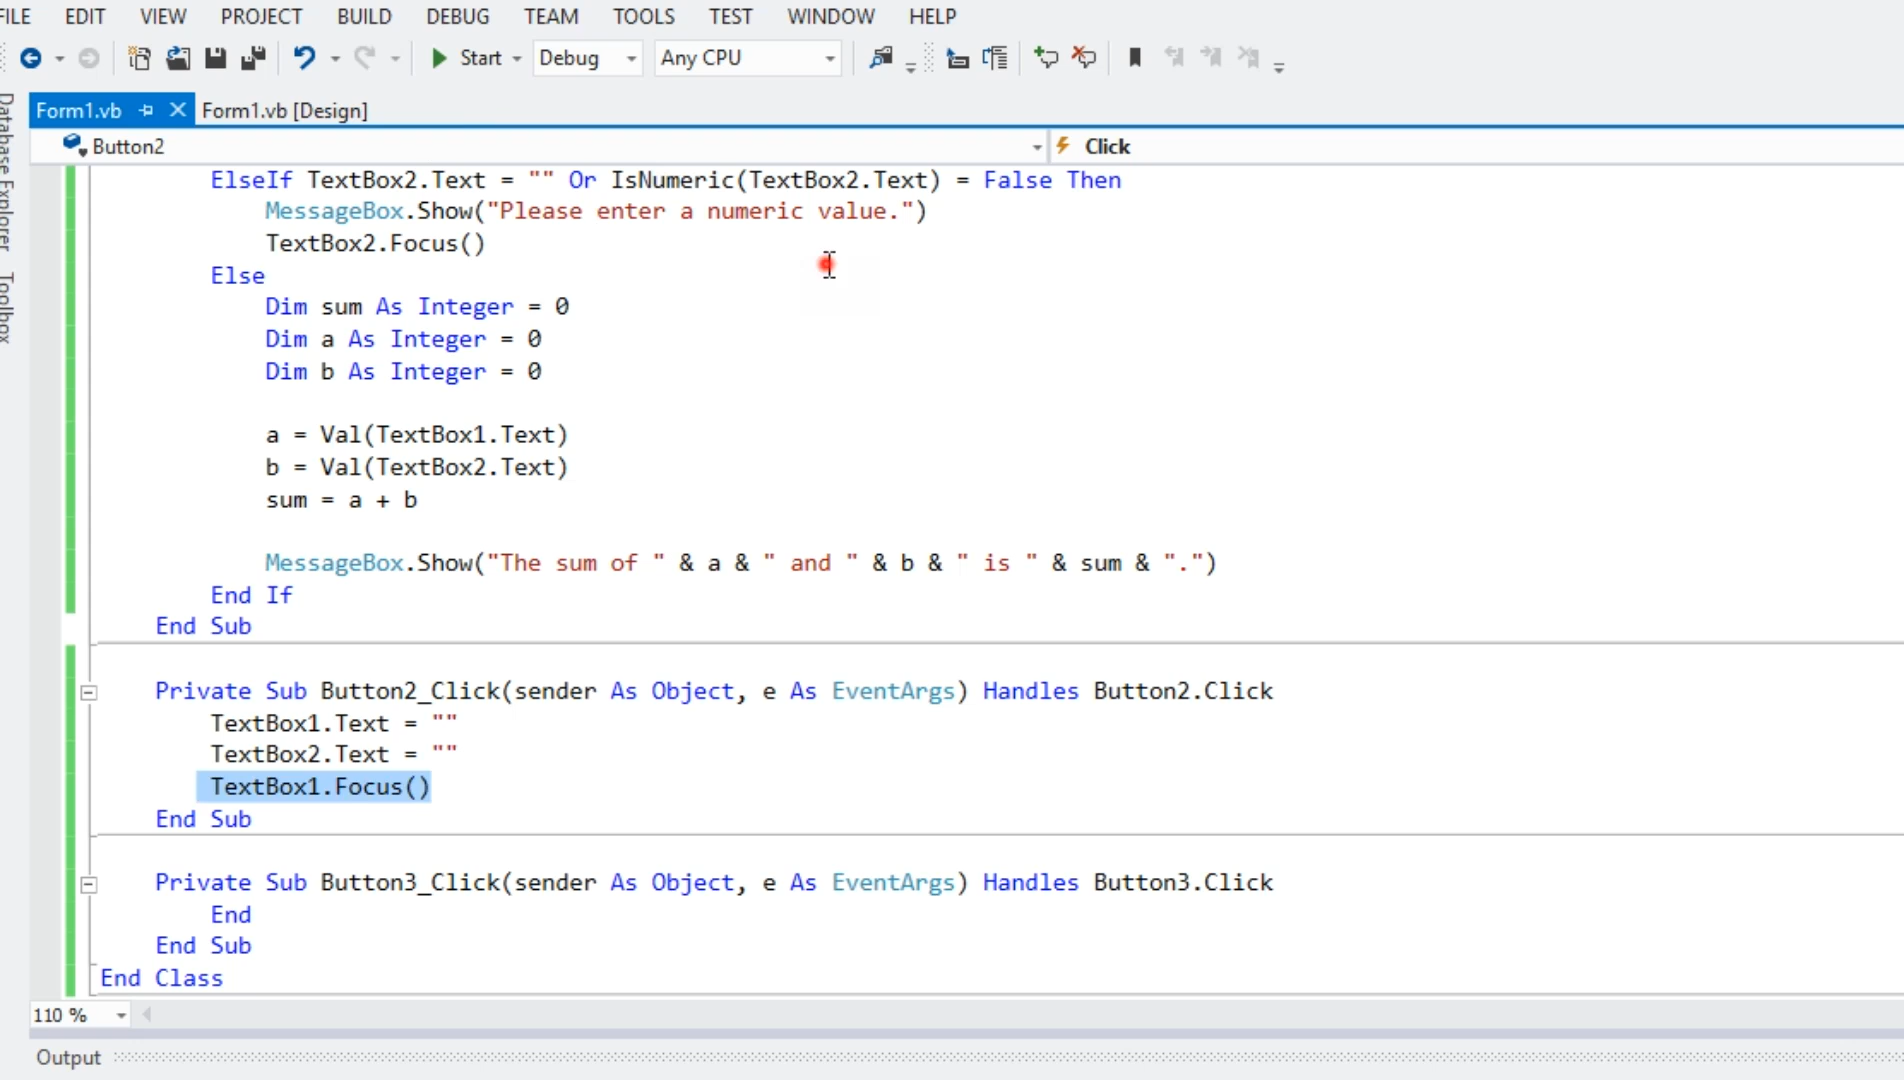 FILE EDIT VIEW PROJECT BUILD DEBUG TEAM TOOLS TEST WINDOW HELP
Start Debug Any CPU
Database Explorer
Toolbox
Form1.vb Form1.vb [Design]
Button2 Click
ElseIf TextBox2.Text = "" Or IsNumeric(TextBox2.Text) = False Then
MessageBox.Show("Please enter a numeric value.")
TextBox2.Focus()
Else
Dim sum As Integer = 0
Dim a As Integer = 0
Dim b As Integer = 0
a = Val(TextBox1.Text)
b = Val(TextBox2.Text)
sum = a + b
MessageBox.Show("The sum of " & a & " and " & b & " is " & sum & ".")
End If
End Sub
Private Sub Button2_Click(sender As Object, e As EventArgs) Handles Button2.Click
TextBox1.Text = ""
TextBox2.Text = ""
TextBox1.Focus()
End Sub
Private Sub Button3_Click(sender As Object, e As EventArgs) Handles Button3.Click
End
End Sub
End Class
110 %
Output